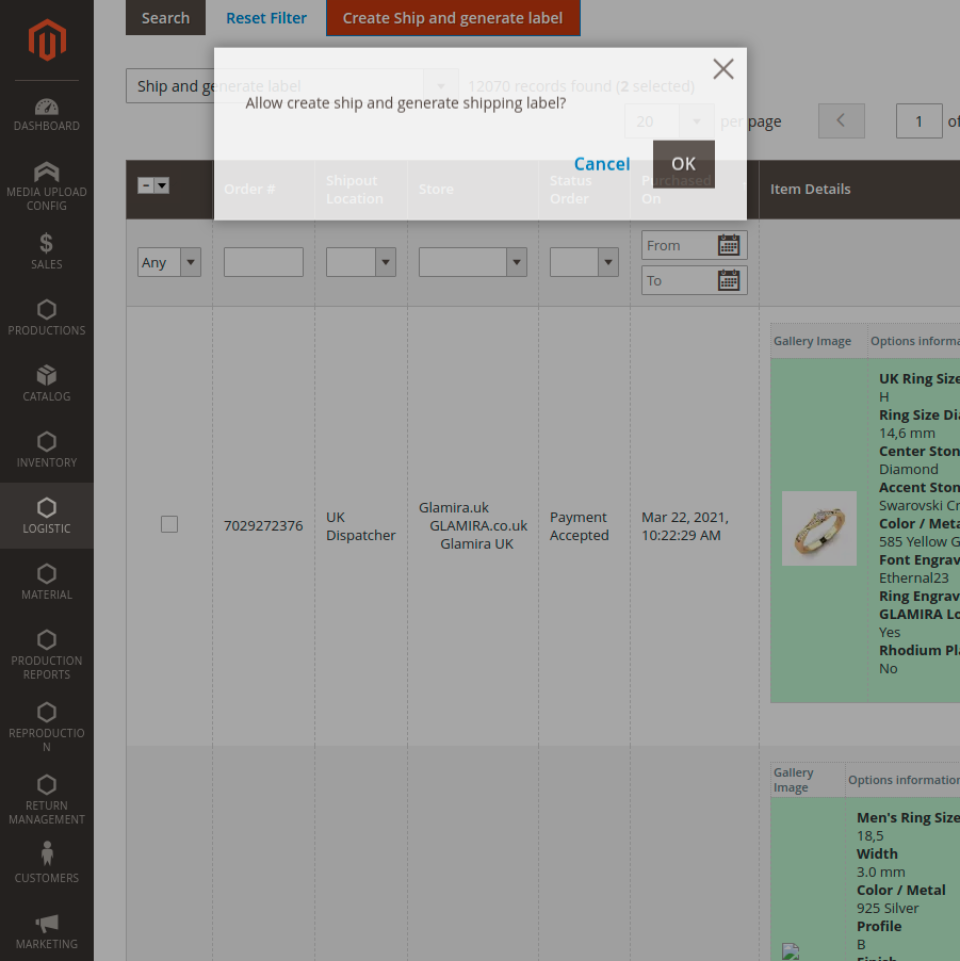 Search
Reset Filter
Create Ship and generate label
Ship and generate label
12070 records found (2 selected)
Allow create ship and generate shipping label?
20
per page
1
of
Cancel
OK
DASHBOARD
MEDIA UPLOAD
CONFIG
SALES
PRODUCTIONS
CATALOG
INVENTORY
LOGISTIC
MATERIAL
PRODUCTION
REPORTS
REPRODUCTIO
N
RETURN
MANAGEMENT
CUSTOMERS
MARKETING
Order #
Shipout
Location
Store
Status
Order
Purchased
On
Item Details
Any
From
To
7029272376
UK
Dispatcher
Glamira.uk
GLAMIRA.co.uk
Glamira UK
Payment
Accepted
Mar 22, 2021,
10:22:29 AM
Gallery Image
Options informa
UK Ring Size
H
Ring Size Dia
14,6 mm
Center Ston
Diamond
Accent Ston
Swarovski Cr
Color / Meta
585 Yellow G
Font Engrav
Ethernal23
Ring Engrav
GLAMIRA Lo
Yes
Rhodium Pla
No
Gallery
Image
Options information
Men's Ring Size
18,5
Width
3.0 mm
Color / Metal
925 Silver
Profile
B
Finish